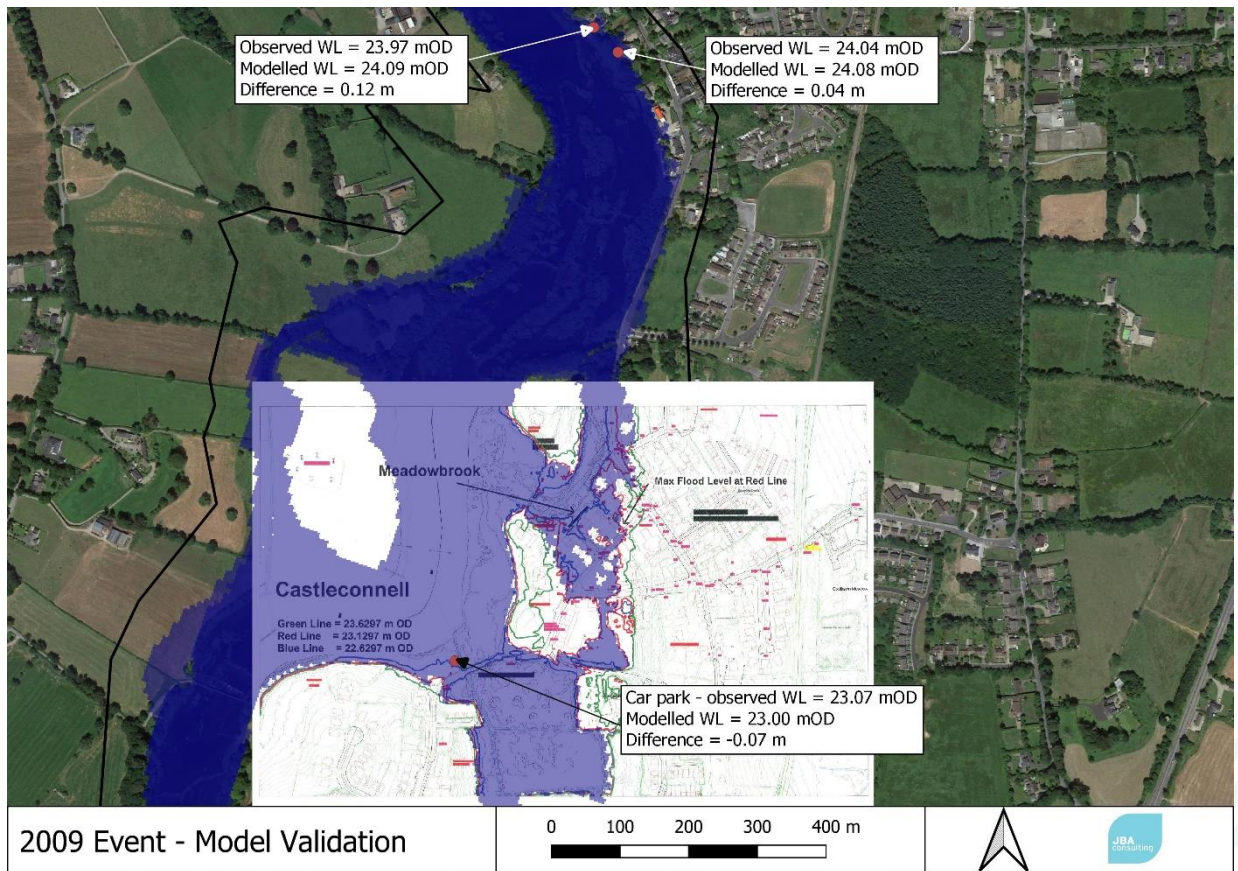 Observed WL = 23.97 mOD
Modelled WL = 24.09 mOD
Difference = 0.12 m
Observed WL = 24.04 mOD
Modelled WL = 24.08 mOD
Difference = 0.04 m
Meadowbrook
Max Flood Level at Red Line
Castleconnell
Green Line = 23.6297 m OD
Red Line = 23.1297 m OD
Blue Line = 22.6297 m OD
Car park - observed WL = 23.07 mOD
Modelled WL = 23.00 mOD
Difference = -0.07 m
2009 Event - Model Validation
0 100 200 300 400 m
JBA
consulting